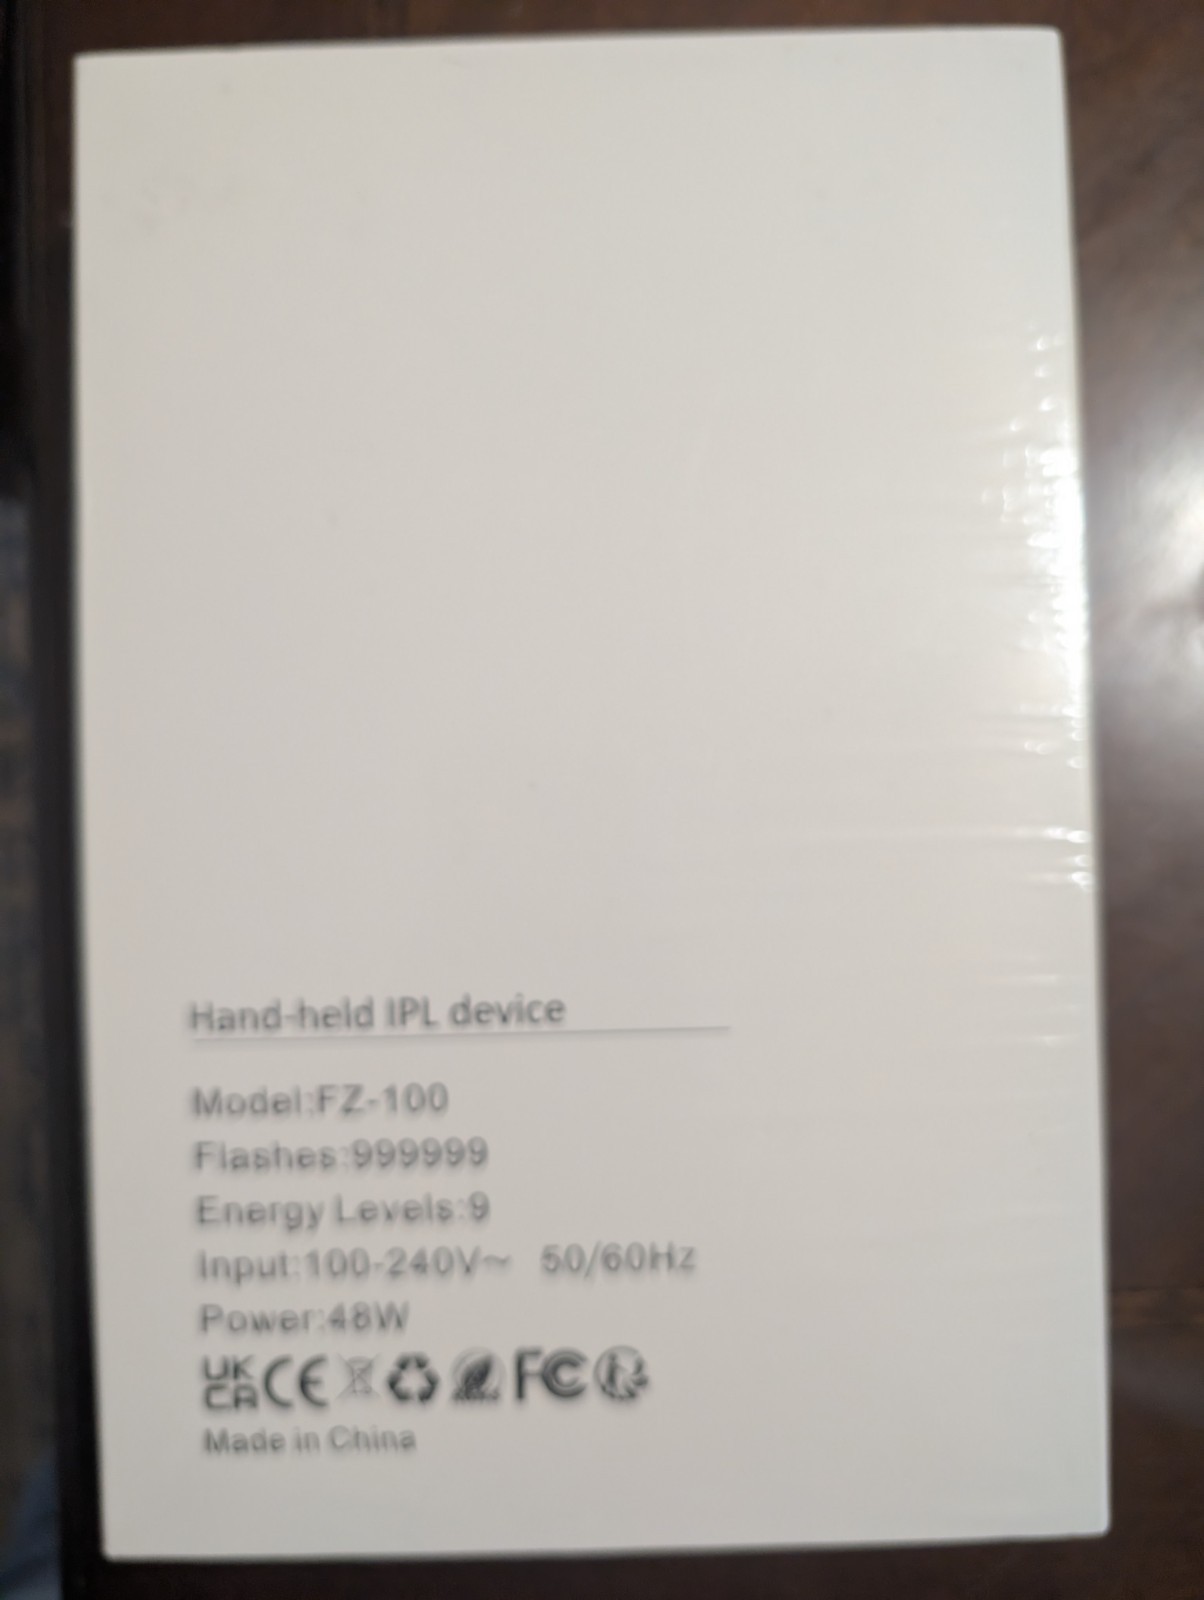 Hand-held IPL device
Model:FZ-100
Flashes:999999
Energy Levels:9
Input:100-240V~ 50/60Hz
Power:48W
UK CA CE FC
Made in China